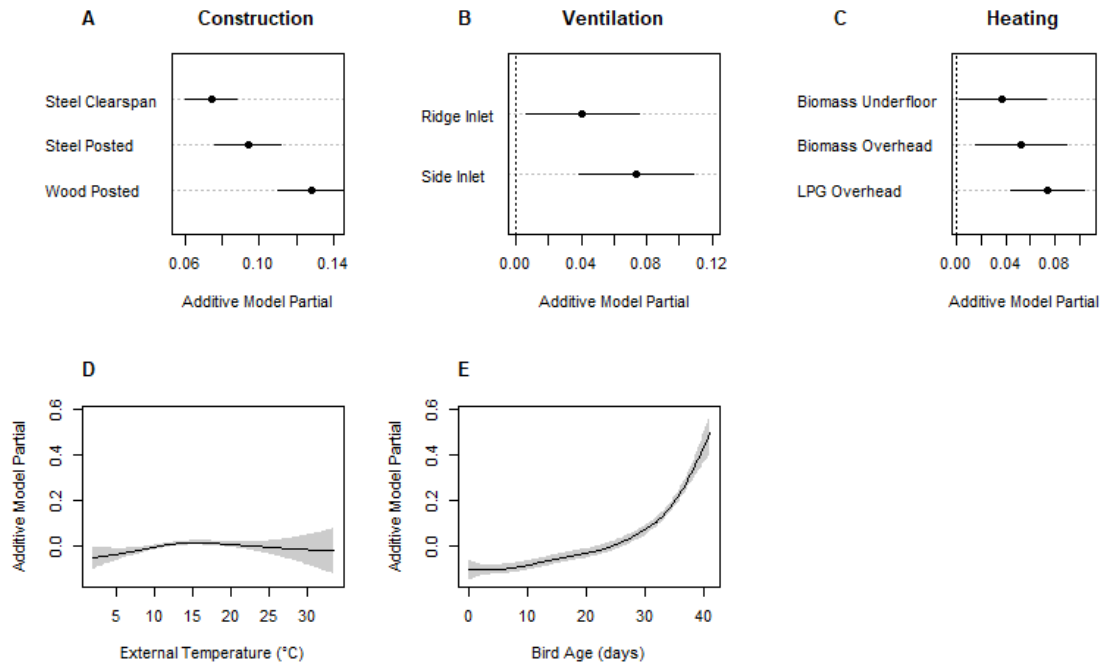 A Construction
Steel Clearspan
Steel Posted
Wood Posted
0.06 0.10 0.14
Additive Model Partial
B Ventilation
Ridge Inlet
Side Inlet
0.00 0.04 0.08 0.12
Additive Model Partial
C Heating
Biomass Underfloor
Biomass Overhead
LPG Overhead
0.00 0.04 0.08
Additive Model Partial
D
Additive Model Partial
0.6
0.4
0.2
0.0
5 10 15 20 25 30
External Temperature (°C)
E
Additive Model Partial
0.6
0.4
0.2
0.0
0 10 20 30 40
Bird Age (days)